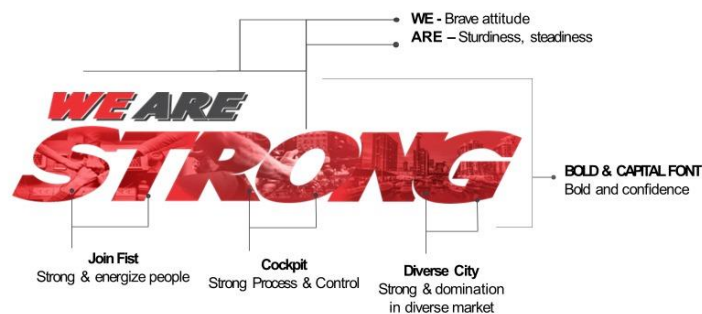 WE - Brave attitude
ARE – Sturdiness, steadiness
WE ARE
STRONG
BOLD & CAPITAL FONT
Bold and confidence
Join Fist
Strong & energize people
Cockpit
Strong Process & Control
Diverse City
Strong & domination
in diverse market